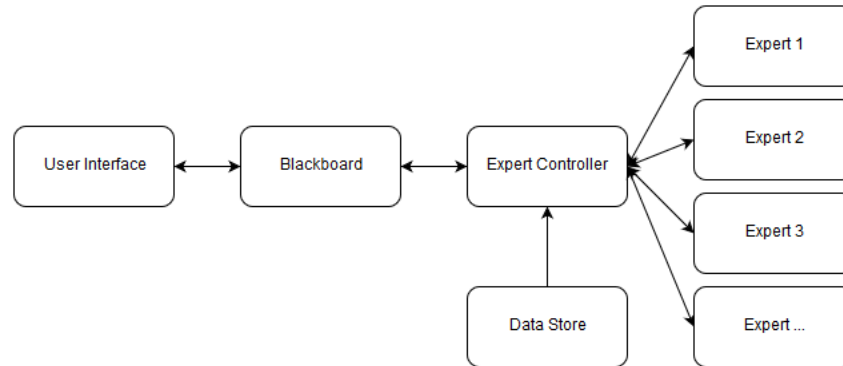 User Interface
Blackboard
Expert Controller
Data Store
Expert 1
Expert 2
Expert 3
Expert ...